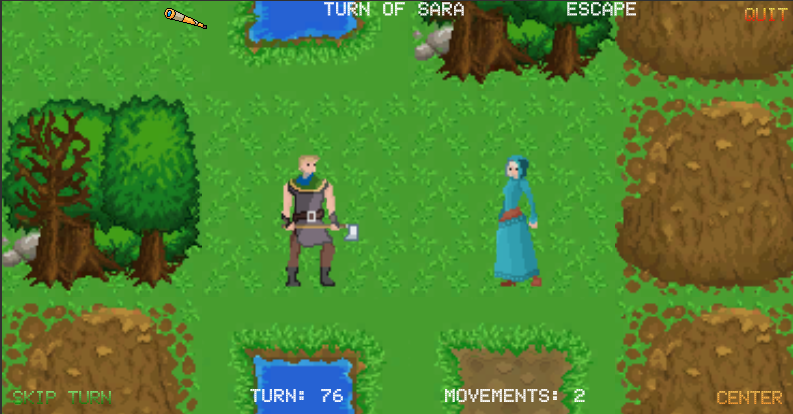 TURN OF SARA
ESCAPE
QUIT
SKIP TURN
TURN: 76
MOVEMENTS: 2
CENTER